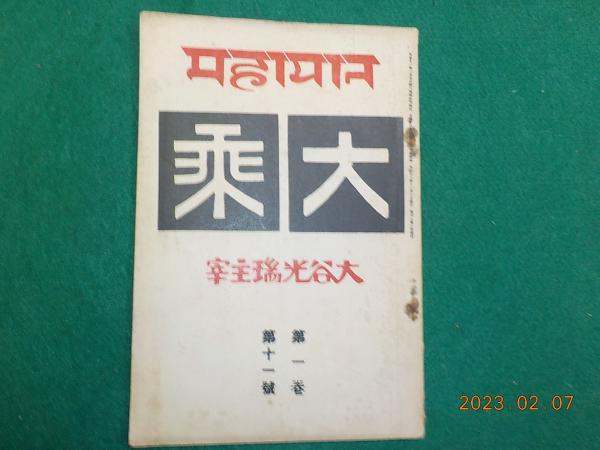 महायान
大乘
大谷光瑞主宰
第一卷
第十一號
2023.02.07